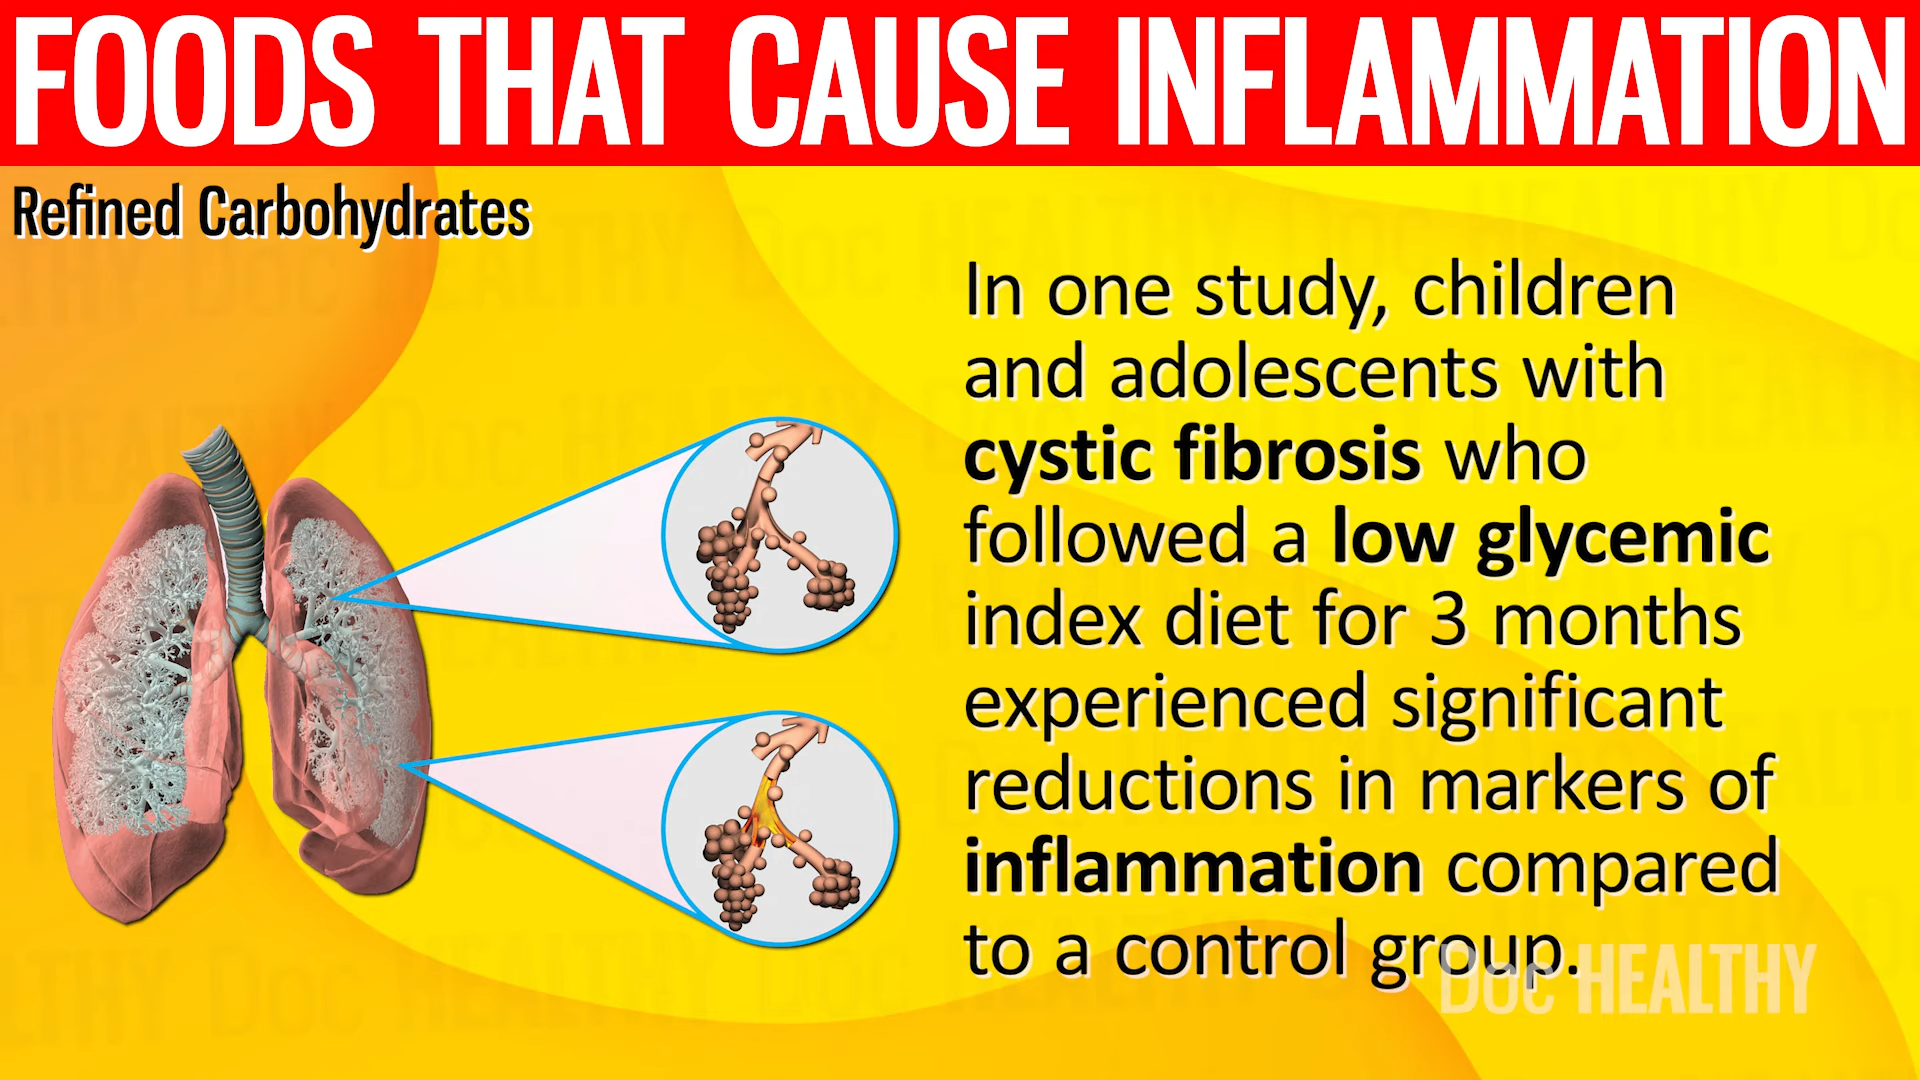 FOODS THAT CAUSE INFLAMMATION
Refined Carbohydrates
In one study, children
and adolescents with
cystic fibrosis who
followed a low glycemic
index diet for 3 months
experienced significant
reductions in markers of
inflammation compared
to a control group.
Doc HEALTHY